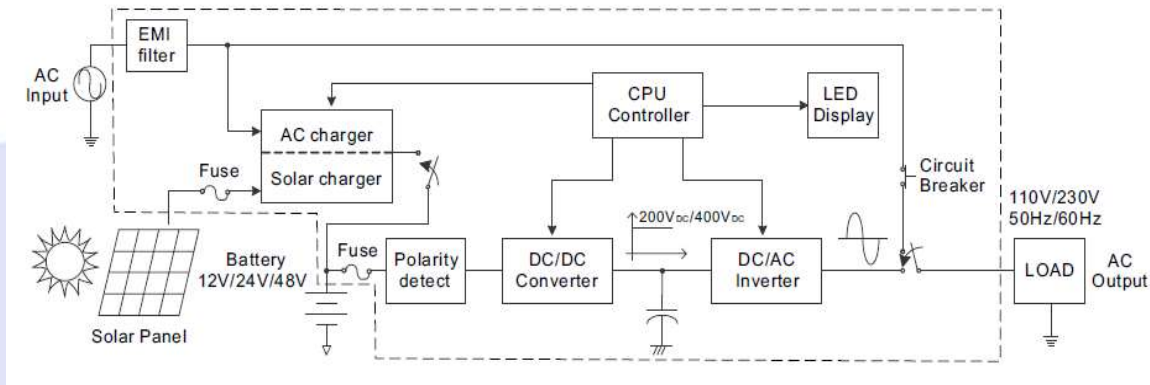 EMI
filter
AC
Input
CPU
Controller
LED
Display
AC charger
Solar charger
Fuse
Circuit
Breaker
110V/230V
50Hz/60Hz
200VDC/400VDC
Battery
12V/24V/48V
Fuse
Polarity
detect
DC/DC
Converter
DC/AC
Inverter
LOAD
AC
Output
Solar Panel